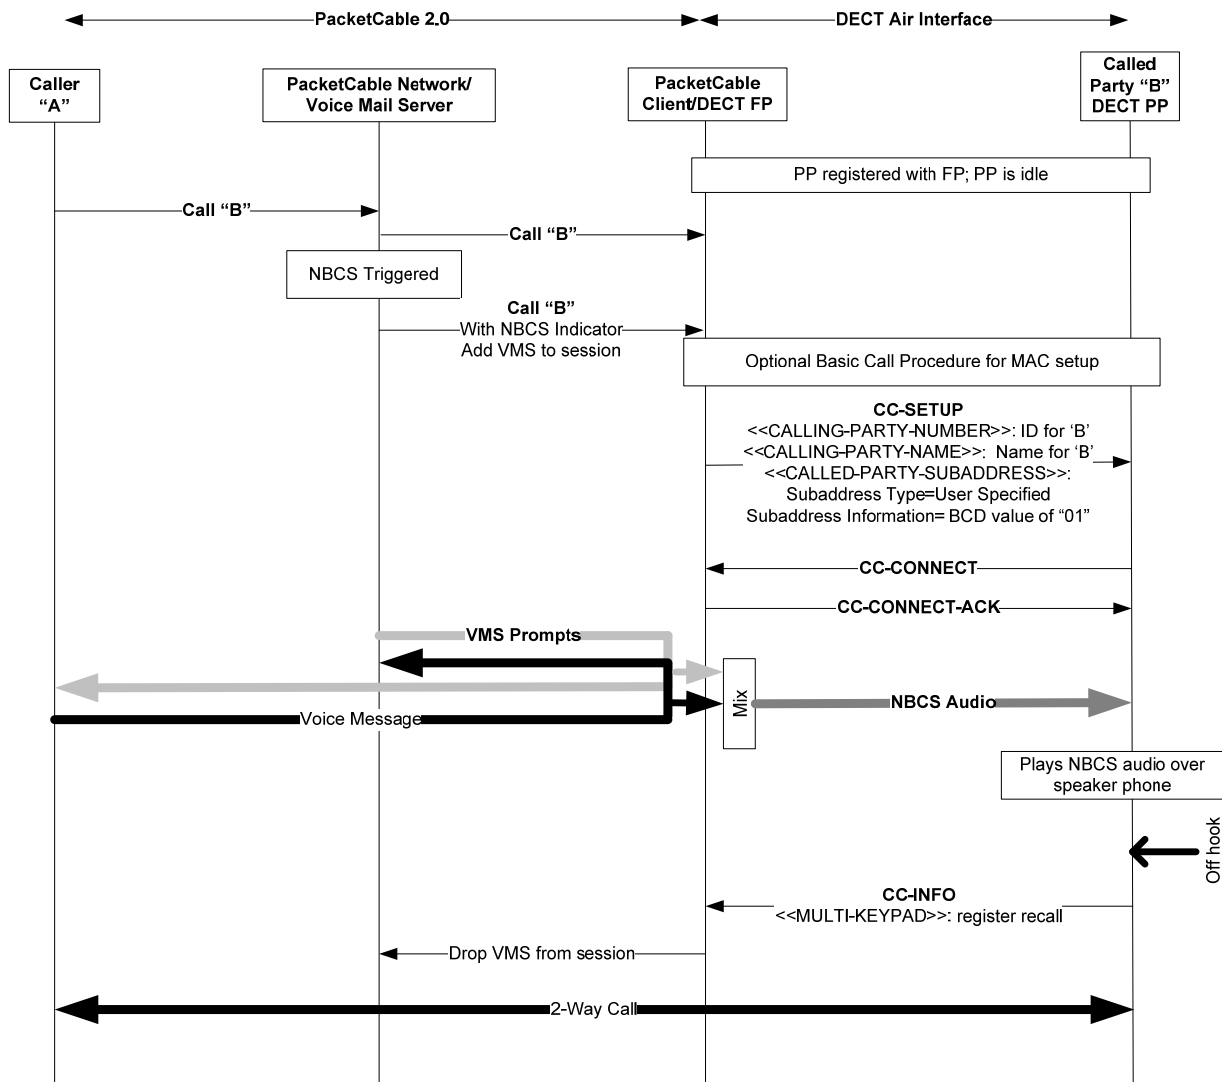 PacketCable 2.0
DECT Air Interface
Caller
“A”
PacketCable Network/
Voice Mail Server
PacketCable
Client/DECT FP
Called
Party “B”
DECT PP
PP registered with FP; PP is idle
Call “B”
Call “B”
NBCS Triggered
Call “B”
With NBCS Indicator
Add VMS to session
Optional Basic Call Procedure for MAC setup
CC-SETUP
<<CALLING-PARTY-NUMBER>>: ID for ‘B’
<<CALLING-PARTY-NAME>>: Name for ‘B’
<<CALLED-PARTY-SUBADDRESS>>:
Subaddress Type=User Specified
Subaddress Information= BCD value of “01”
CC-CONNECT
CC-CONNECT-ACK
VMS Prompts
Mix
NBCS Audio
Voice Message
Plays NBCS audio over
speaker phone
Off hook
CC-INFO
<<MULTI-KEYPAD>>: register recall
Drop VMS from session
2-Way Call